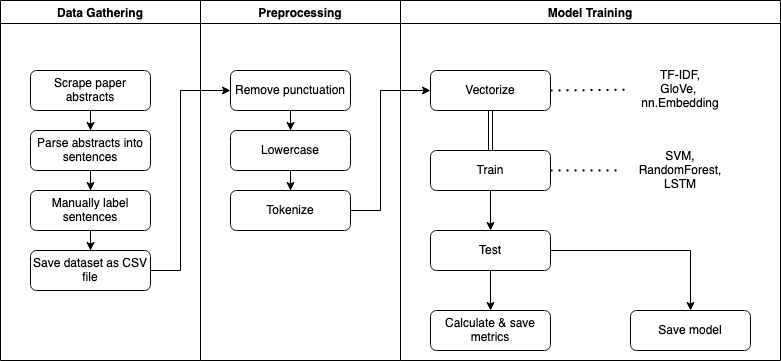 Data Gathering
Preprocessing
Model Training
Scrape paper
abstracts
Parse abstracts into
sentences
Manually label
sentences
Save dataset as CSV
file
Remove punctuation
Lowercase
Tokenize
Vectorize
TF-IDF,
GloVe,
nn.Embedding
Train
SVM,
RandomForest,
LSTM
Test
Calculate & save
metrics
Save model